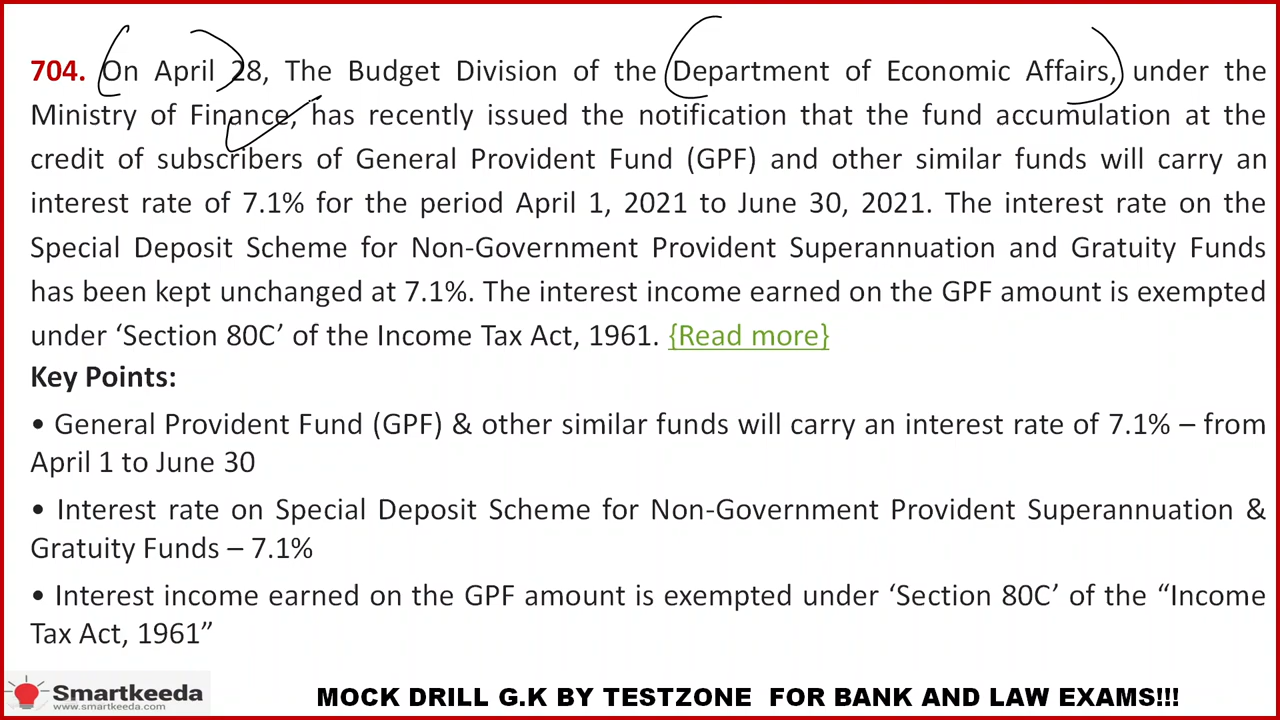 704. On April 28, The Budget Division of the Department of Economic Affairs, under the
Ministry of Finance, has recently issued the notification that the fund accumulation at the
credit of subscribers of General Provident Fund (GPF) and other similar funds will carry an
interest rate of 7.1% for the period April 1, 2021 to June 30, 2021. The interest rate on the
Special Deposit Scheme for Non-Government Provident Superannuation and Gratuity Funds
has been kept unchanged at 7.1%. The interest income earned on the GPF amount is exempted
under ‘Section 80C’ of the Income Tax Act, 1961. {Read more}
Key Points:
• General Provident Fund (GPF) & other similar funds will carry an interest rate of 7.1% – from
April 1 to June 30
• Interest rate on Special Deposit Scheme for Non-Government Provident Superannuation &
Gratuity Funds – 7.1%
• Interest income earned on the GPF amount is exempted under ‘Section 80C’ of the “Income
Tax Act, 1961”
Smartkeeda
www.smartkeeda.com
MOCK DRILL G.K BY TESTZONE FOR BANK AND LAW EXAMS!!!